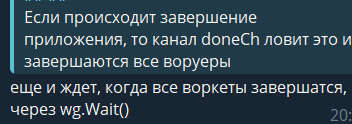 Если происходит завершение
приложения, то канал doneCh ловит это и
завершаются все воруеры
еще и ждет, когда все воркеты завершатся,
через wg.Wait()